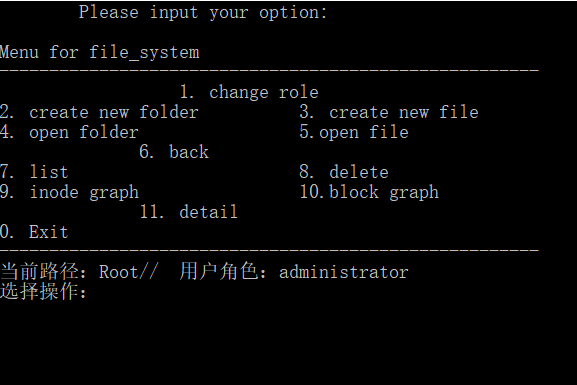 Please input your option:
Menu for file_system
------------------------------------------------------
1. change role
2. create new folder 3. create new file
4. open folder 5.open file
6. back
7. list 8. delete
9. inode graph 10.block graph
11. detail
0. Exit
------------------------------------------------------
当前路径：Root// 用户角色：administrator
选择操作：